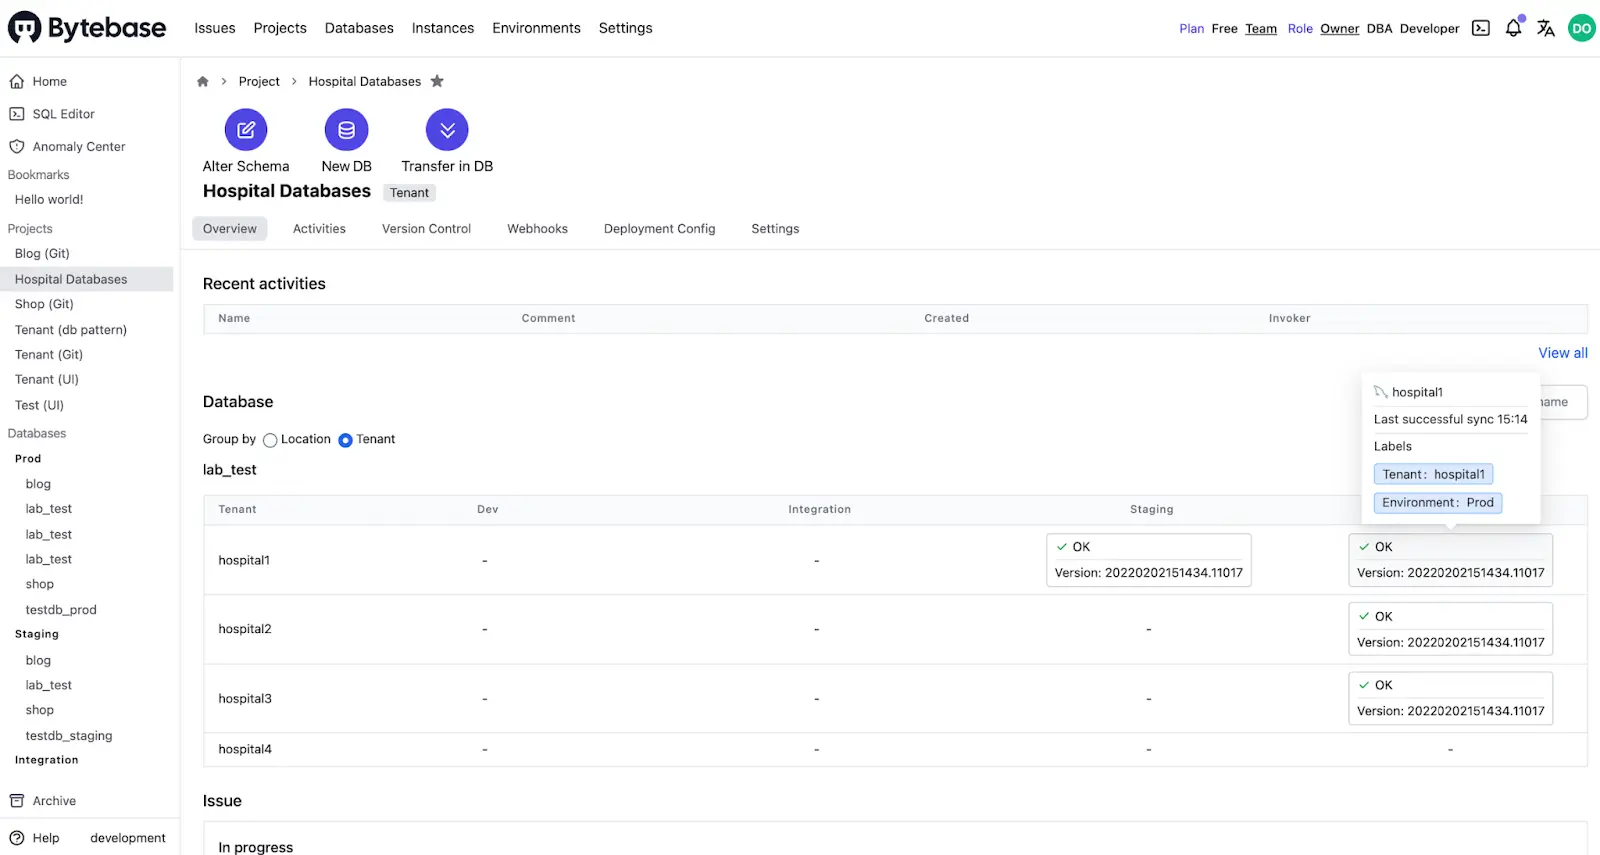 Bytebase
Issues Projects Databases Instances Environments Settings
Plan Free Team Role Owner DBA Developer
DO
Home
SQL Editor
Anomaly Center
Bookmarks
Hello world!
Projects
Blog (Git)
Hospital Databases
Shop (Git)
Tenant (db pattern)
Tenant (Git)
Tenant (UI)
Test (UI)
Databases
Prod
blog
lab_test
lab_test
lab_test
shop
testdb_prod
Staging
blog
lab_test
shop
testdb_staging
Integration
Archive
Help development
Project > Hospital Databases
Alter Schema New DB Transfer in DB
Hospital Databases Tenant
Overview Activities Version Control Webhooks Deployment Config Settings
Recent activities
Name Comment Created Invoker
View all
Database
name
Group by Location Tenant
lab_test
hospital1
Last successful sync 15:14
Labels
Tenant: hospital1
Environment: Prod
Tenant Dev Integration Staging
hospital1 - -
OK
Version: 20220202151434.11017
OK
Version: 20220202151434.11017
hospital2 - - -
OK
Version: 20220202151434.11017
hospital3 - - -
OK
Version: 20220202151434.11017
hospital4 - - - -
Issue
In progress